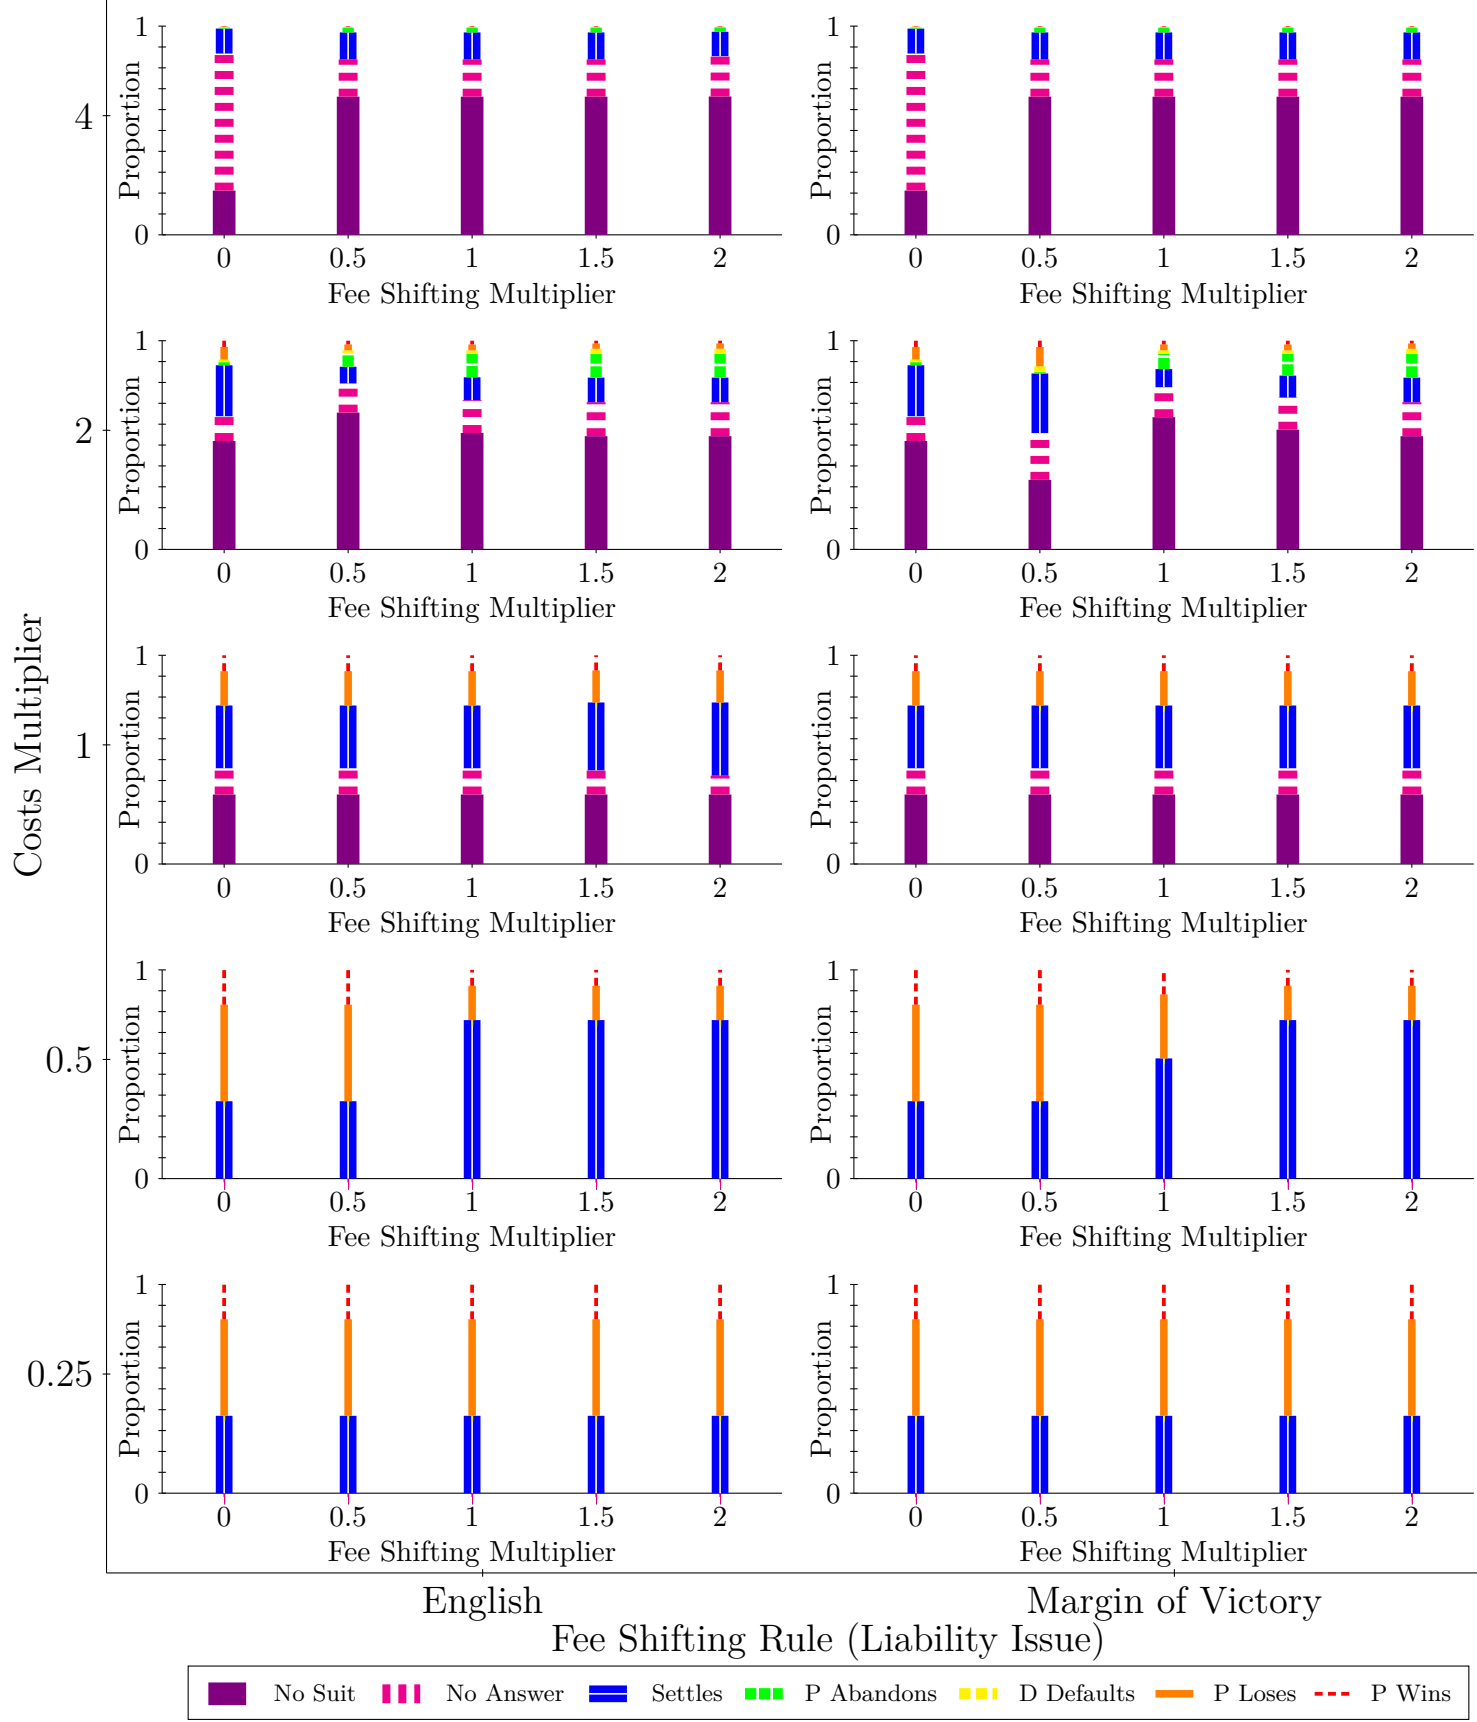 Costs Multiplier
4
Proportion
1
0
0 0.5 1 1.5 2
Fee Shifting Multiplier
Proportion
1
0
0 0.5 1 1.5 2
Fee Shifting Multiplier
2
Proportion
1
0
0 0.5 1 1.5 2
Fee Shifting Multiplier
Proportion
1
0
0 0.5 1 1.5 2
Fee Shifting Multiplier
1
Proportion
1
0
0 0.5 1 1.5 2
Fee Shifting Multiplier
Proportion
1
0
0 0.5 1 1.5 2
Fee Shifting Multiplier
0.5
Proportion
1
0
0 0.5 1 1.5 2
Fee Shifting Multiplier
Proportion
1
0
0 0.5 1 1.5 2
Fee Shifting Multiplier
0.25
Proportion
1
0
0 0.5 1 1.5 2
Fee Shifting Multiplier
Proportion
1
0
0 0.5 1 1.5 2
Fee Shifting Multiplier
English Margin of Victory
Fee Shifting Rule (Liability Issue)
No Suit No Answer Settles P Abandons D Defaults P Loses P Wins